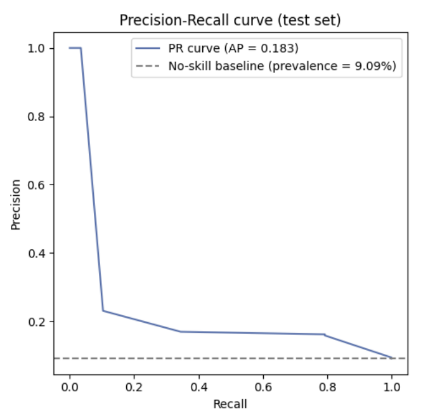 Precision-Recall curve (test set)
PR curve (AP = 0.183)
No-skill baseline (prevalence = 9.09%)
1.0
0.8
0.6
0.4
0.2
Precision
0.0
0.2
0.4
0.6
0.8
1.0
Recall